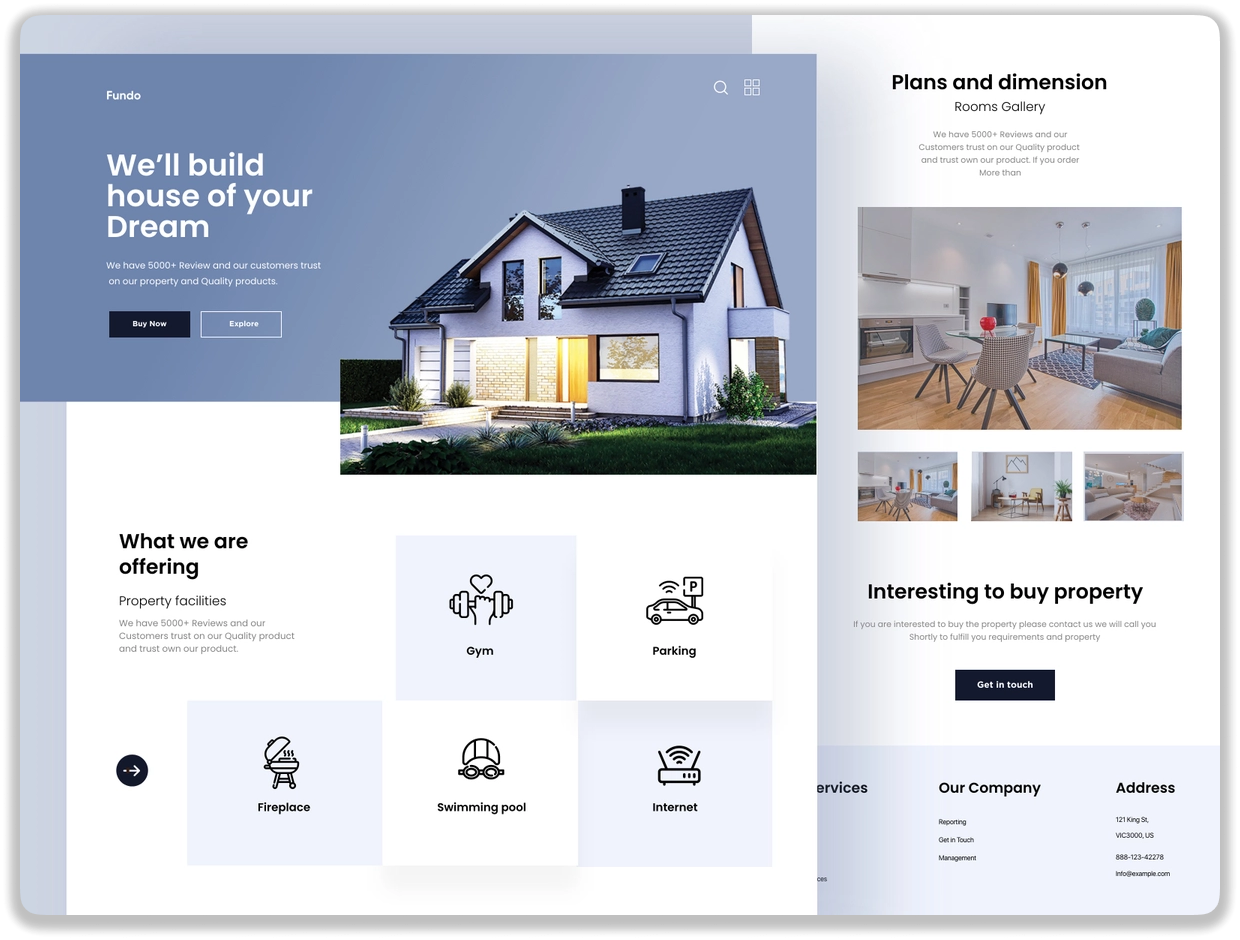 Fundo
We’ll build
house of your
Dream
We have 5000+ Review and our customers trust
on our property and Quality products.
Buy Now
Explore
What we are
offering
Property facilities
We have 5000+ Reviews and our
Customers trust on our Quality product
and trust own our product.
Gym
P
Parking
Fireplace
Swimming pool
Internet
Plans and dimension
Rooms Gallery
We have 5000+ Reviews and our
Customers trust on our Quality product
and trust own our product. If you order
More than
Interesting to buy property
If you are interested to buy the property please contact us we will call you
Shortly to fulfill you requirements and property
Get in touch
ervices
ces
Our Company
Reporting
Get in Touch
Management
Address
121 King St,
VIC3000, US
888-123-42278
Info@example.com